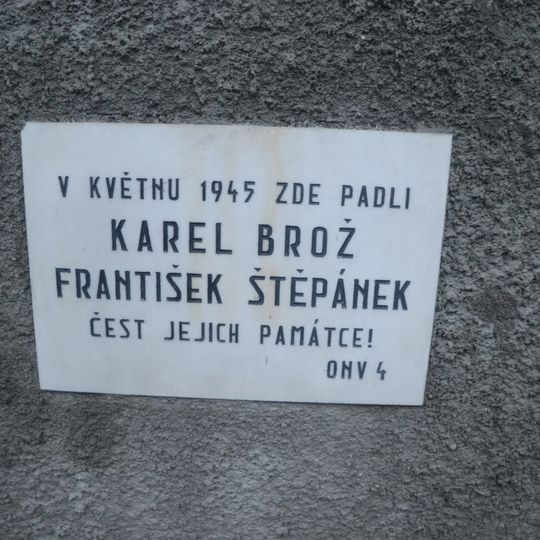 V KVĚTNU 1945 ZDE PADLI
KAREL BROŽ
FRANTIŠEK ŠTĚPÁNEK
ČEST JEJICH PAMÁTCE!
ONV 4